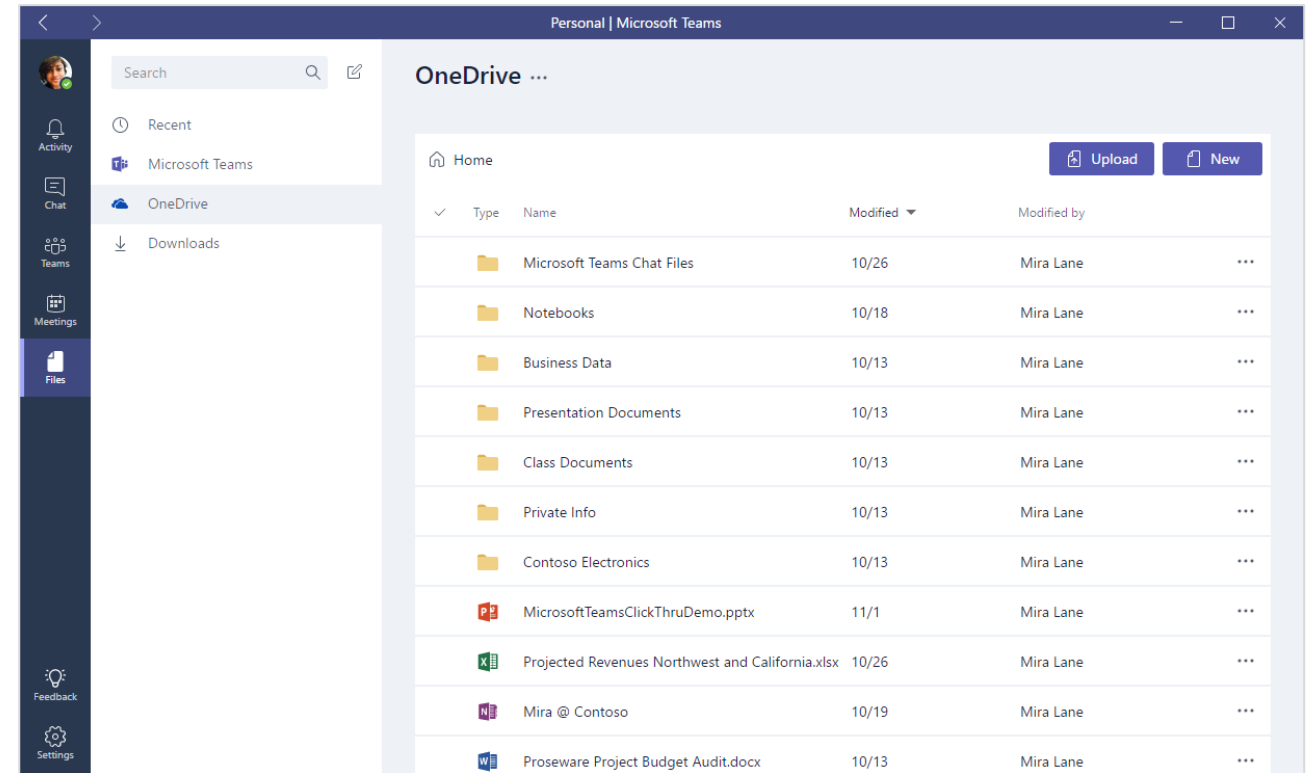 Personal | Microsoft Teams
Search
Recent
Microsoft Teams
OneDrive
Downloads
Activity
Chat
Teams
Meetings
Files
Feedback
Settings
OneDrive ···
Home
Upload
New
Type Name Modified Modified by
Microsoft Teams Chat Files 10/26 Mira Lane
Notebooks 10/18 Mira Lane
Business Data 10/13 Mira Lane
Presentation Documents 10/13 Mira Lane
Class Documents 10/13 Mira Lane
Private Info 10/13 Mira Lane
Contoso Electronics 10/13 Mira Lane
MicrosoftTeamsClickThruDemo.pptx 11/1 Mira Lane
Projected Revenues Northwest and California.xlsx 10/26 Mira Lane
Mira @ Contoso 10/19 Mira Lane
Proseware Project Budget Audit.docx 10/13 Mira Lane